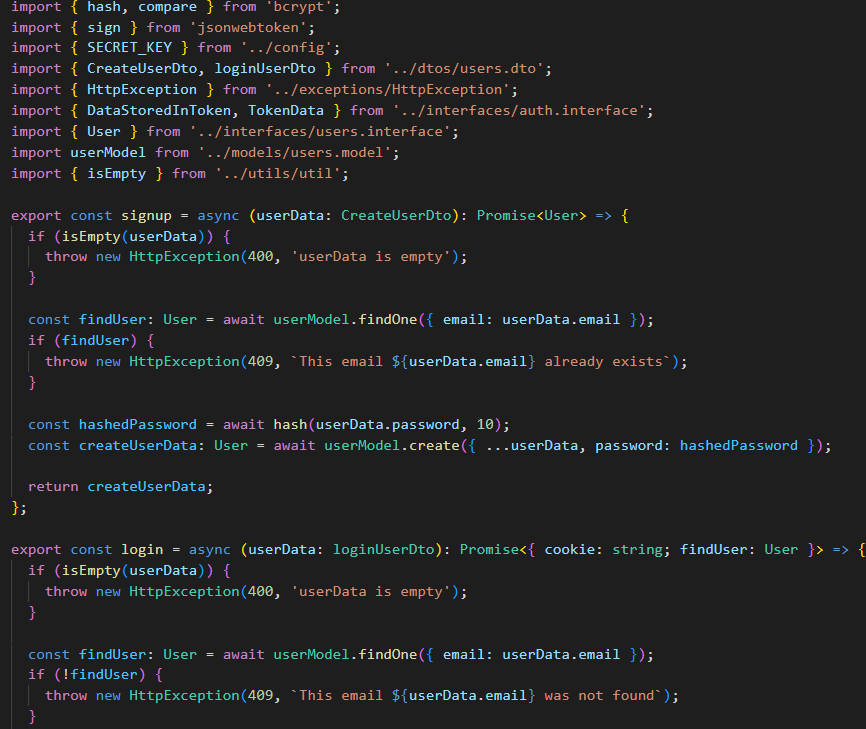 import { hash, compare } from 'bcrypt';
import { sign } from 'jsonwebtoken';
import { SECRET_KEY } from '../config';
import { CreateUserDto, loginUserDto } from '../dtos/users.dto';
import { HttpException } from '../exceptions/HttpException';
import { DataStoredInToken, TokenData } from '../interfaces/auth.interface';
import { User } from '../interfaces/users.interface';
import userModel from '../models/users.model';
import { isEmpty } from '../utils/util';

export const signup = async (userData: CreateUserDto): Promise<User> => {
  if (isEmpty(userData)) {
    throw new HttpException(400, 'userData is empty');
  }

  const findUser: User = await userModel.findOne({ email: userData.email });
  if (findUser) {
    throw new HttpException(409, `This email ${userData.email} already exists`);
  }

  const hashedPassword = await hash(userData.password, 10);
  const createUserData: User = await userModel.create({ ...userData, password: hashedPassword });

  return createUserData;
};

export const login = async (userData: loginUserDto): Promise<{ cookie: string; findUser: User }> => {
  if (isEmpty(userData)) {
    throw new HttpException(400, 'userData is empty');
  }

  const findUser: User = await userModel.findOne({ email: userData.email });
  if (!findUser) {
    throw new HttpException(409, `This email ${userData.email} was not found`);
  }